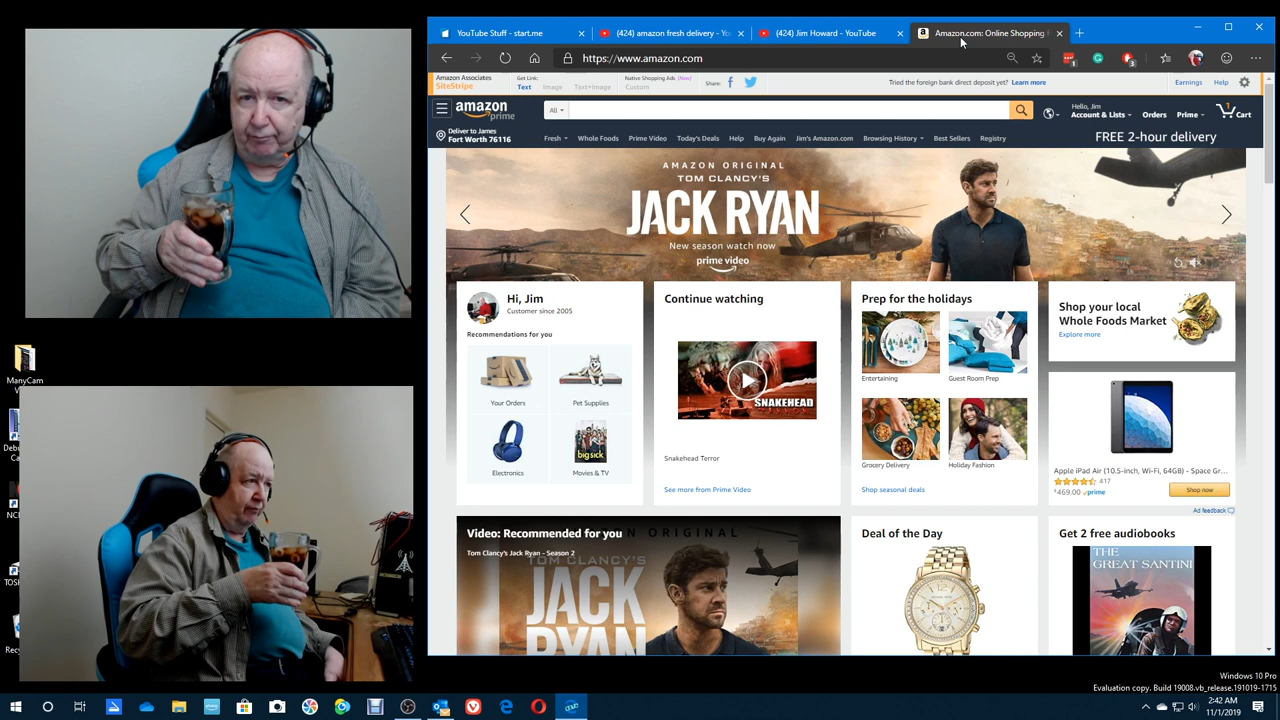 YouTube Stuff - start.me
(424) amazon fresh delivery - Yo
(424) Jim Howard - YouTube
Amazon.com: Online Shopping
https://www.amazon.com
Amazon Associates
SiteStripe
Get Link:
Text
Image
Text+Image
Native Shopping Ads (New)
Custom
Share:
Tried the foreign bank direct deposit yet? Learn more
Earnings
Help
amazon
prime
All
Hello, Jim
Account & Lists
Orders
Prime
1
Cart
Deliver to James
Fort Worth 76116
Fresh
Whole Foods
Prime Video
Today's Deals
Help
Buy Again
Jim's Amazon.com
Browsing History
Best Sellers
Registry
FREE 2-hour delivery
AMAZON ORIGINAL
TOM CLANCY'S
JACK RYAN
New season watch now
prime video
Hi, Jim
Customer since 2005
Recommendations for you
Your Orders
Pet Supplies
big sick
Electronics
Movies & TV
Continue watching
SNAKEHEAD
Snakehead Terror
See more from Prime Video
Prep for the holidays
Entertaining
Guest Room Prep
Grocery Delivery
Holiday Fashion
Shop seasonal deals
Shop your local
Whole Foods Market
Explore more
Apple iPad Air (10.5-inch, Wi-Fi, 64GB) - Space Gr...
417
$469.00 prime
Shop now
Ad feedback
Video: Recommended for you
N ORIGINAL
Tom Clancy's Jack Ryan - Season 2
TOM CLANCY'S
JACK
RYAN
Deal of the Day
Get 2 free audiobooks
THE
GREAT SANTINI
ManyCam
Windows 10 Pro
Evaluation copy. Build 19008.vb_release.191019-1715
2:42 AM
11/1/2019